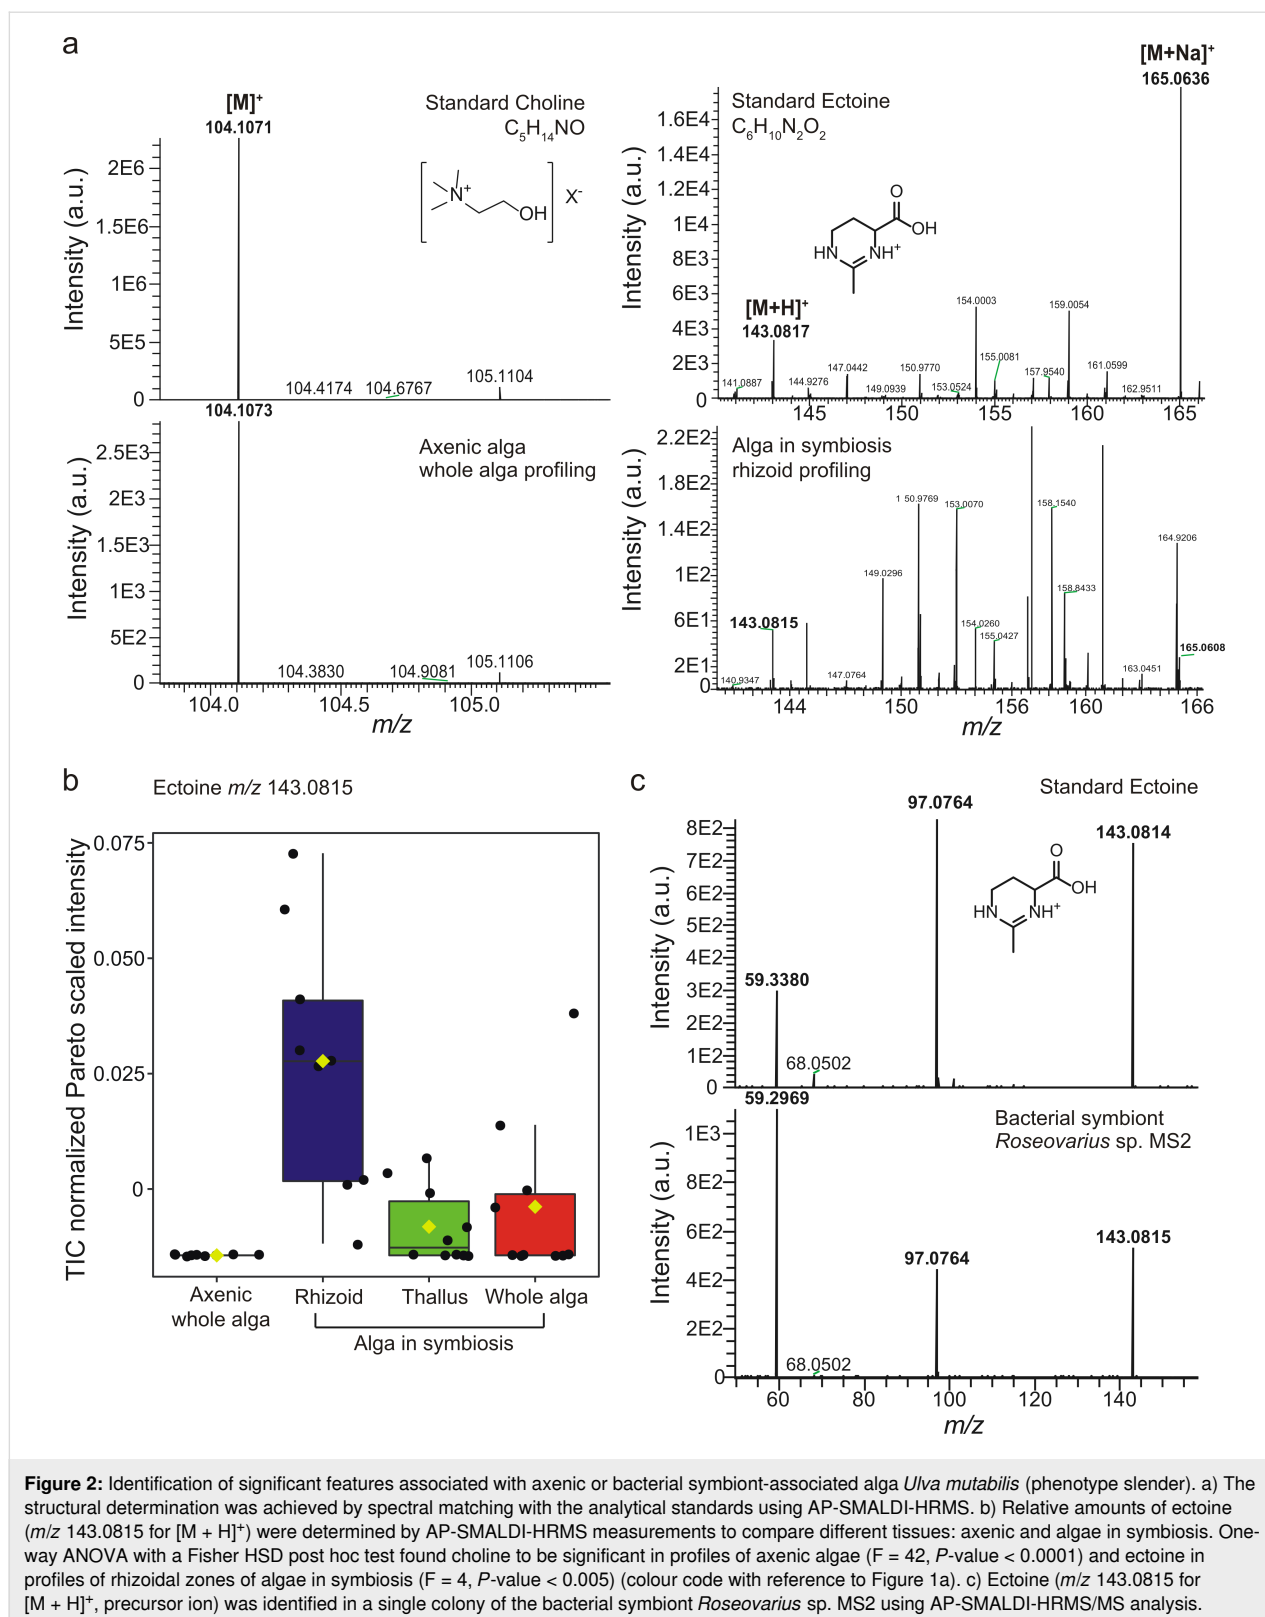 a
[M]⁺
104.1071
Standard Choline
C₅H₁₄NO
N⁺
OH
X⁻
Intensity (a.u.)
2E6
1.5E6
1E6
5E5
0
104.4174
104.6767
105.1104
104.1073
Axenic alga
whole alga profiling
Intensity (a.u.)
2.5E3
2E3
1.5E3
1E3
5E2
0
104.3830
104.9081
105.1106
104.0
104.5
105.0
m/z
[M+Na]⁺
165.0636
Standard Ectoine
C₆H₁₀N₂O₂
O
OH
HN
NH⁺
Intensity (a.u.)
1.6E4
1.4E4
1.2E4
1E4
8E3
6E3
4E3
2E3
0
[M+H]⁺
143.0817
141.0887
144.9276
147.0442
149.0939
150.9770
153.0524
154.0003
155.0081
157.9540
159.0054
161.0599
162.9511
145
150
155
160
165
Alga in symbiosis
rhizoid profiling
Intensity (a.u.)
2.2E2
1.8E2
1.4E2
1E2
6E1
2E1
0
140.9347
143.0815
147.0764
149.0296
1 50.9769
153.0070
154.0260
155.0427
158.1540
158.8433
163.0451
164.9206
165.0608
144
150
156
160
166
m/z
b
Ectoine m/z 143.0815
TIC normalized Pareto scaled intensity
0.075
0.050
0.025
0
Axenic
whole alga
Rhizoid
Thallus
Whole alga
Alga in symbiosis
c
Standard Ectoine
97.0764
143.0814
59.3380
68.0502
O
OH
HN
NH⁺
Intensity (a.u.)
8E2
7E2
6E2
5E2
4E2
3E2
2E2
1E2
0
59.2969
Bacterial symbiont
Roseovarius sp. MS2
143.0815
97.0764
68.0502
Intensity (a.u.)
1E3
8E2
6E2
4E2
2E2
0
60
80
100
120
140
m/z
Figure 2: Identification of significant features associated with axenic or bacterial symbiont-associated alga Ulva mutabilis (phenotype slender). a) The
structural determination was achieved by spectral matching with the analytical standards using AP-SMALDI-HRMS. b) Relative amounts of ectoine
(m/z 143.0815 for [M + H]⁺) were determined by AP-SMALDI-HRMS measurements to compare different tissues: axenic and algae in symbiosis. One-
way ANOVA with a Fisher HSD post hoc test found choline to be significant in profiles of axenic algae (F = 42, P-value < 0.0001) and ectoine in
profiles of rhizoidal zones of algae in symbiosis (F = 4, P-value < 0.005) (colour code with reference to Figure 1a). c) Ectoine (m/z 143.0815 for
[M + H]⁺, precursor ion) was identified in a single colony of the bacterial symbiont Roseovarius sp. MS2 using AP-SMALDI-HRMS/MS analysis.